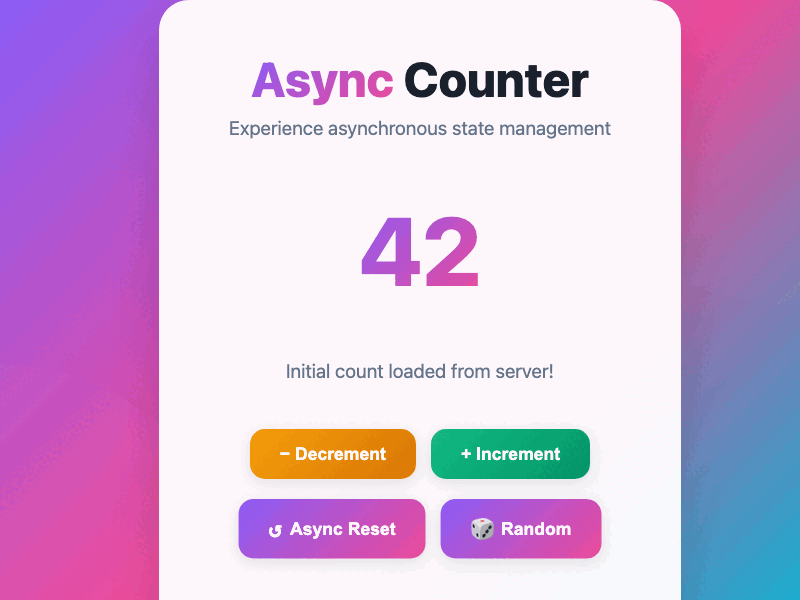 Async Counter
Experience asynchronous state management
42
Initial count loaded from server!
− Decrement
+ Increment
↺ Async Reset
🎲 Random